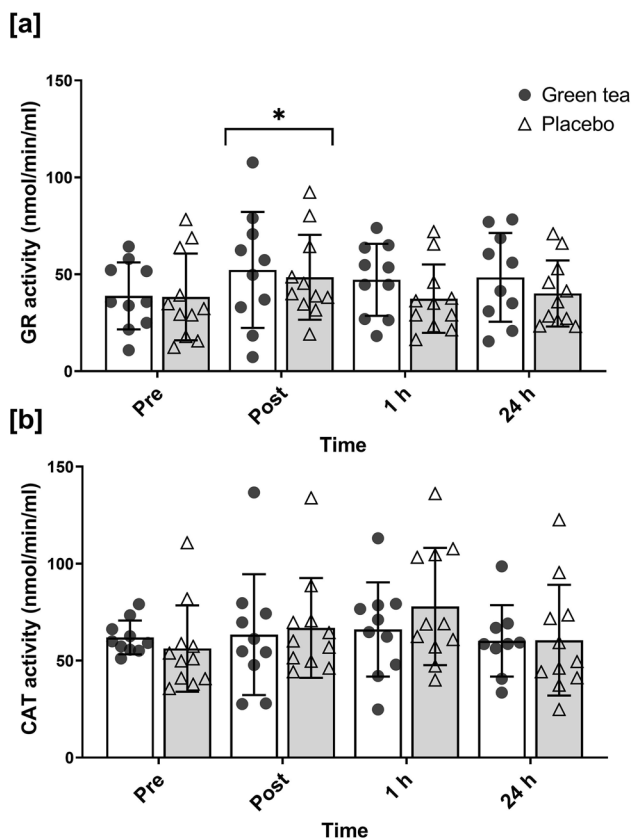 [a]
GR activity (nmol/min/ml)
150
100
50
0
*
Green tea
Placebo
Pre
Post
1 h
24 h
Time
[b]
CAT activity (nmol/min/ml)
150
100
50
0
Pre
Post
1 h
24 h
Time